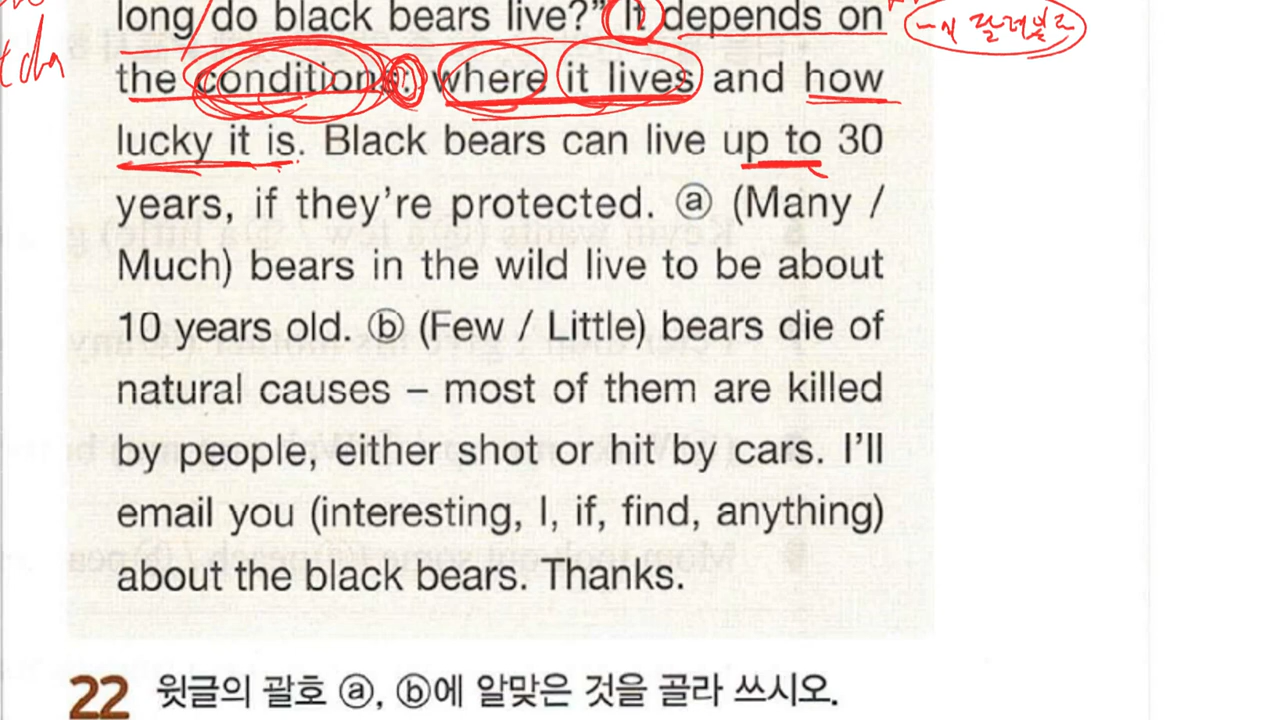 long do black bears live?" It depends on
the conditions: where it lives and how
lucky it is. Black bears can live up to 30
years, if they're protected. ⓐ (Many /
Much) bears in the wild live to be about
10 years old. ⓑ (Few / Little) bears die of
natural causes – most of them are killed
by people, either shot or hit by cars. I'll
email you (interesting, I, if, find, anything)
about the black bears. Thanks.
22 윗글의 괄호 ⓐ, ⓑ에 알맞은 것을 골라 쓰시오.